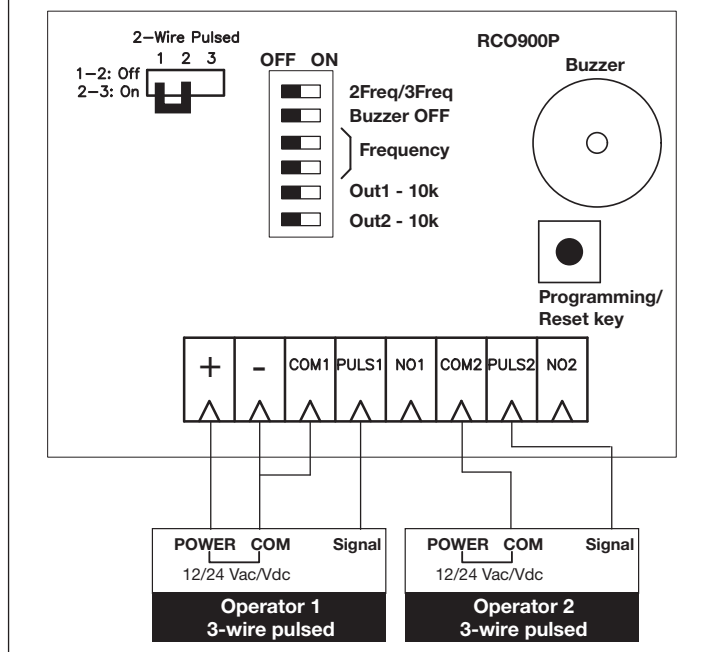 2-Wire Pulsed
1 2 3
1-2: Off
2-3: On
OFF ON
2Freq/3Freq
Buzzer OFF
Frequency
Out1 - 10k
Out2 - 10k
RCO900P
Buzzer
Programming/
Reset key
+ - COM1 PULS1 NO1 COM2 PULS2 NO2
POWER COM Signal
12/24 Vac/Vdc
Operator 1
3-wire pulsed
POWER COM Signal
12/24 Vac/Vdc
Operator 2
3-wire pulsed